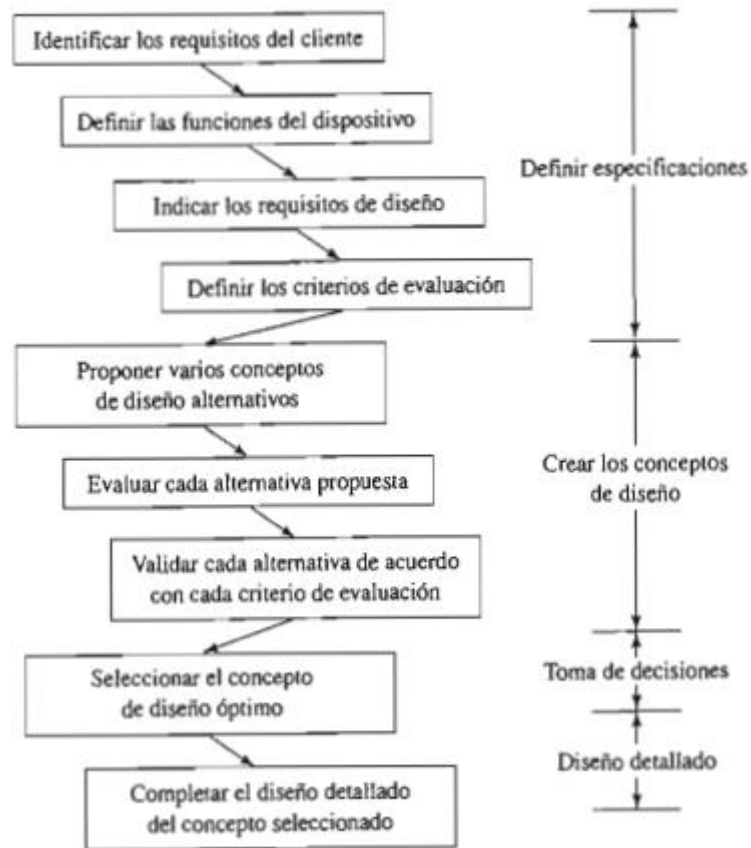 Identificar los requisitos del cliente
Definir las funciones del dispositivo
Indicar los requisitos de diseño
Definir los criterios de evaluación
Proponer varios conceptos
de diseño alternativos
Evaluar cada alternativa propuesta
Validar cada alternativa de acuerdo
con cada criterio de evaluación
Seleccionar el concepto
de diseño óptimo
Completar el diseño detallado
del concepto seleccionado
Definir especificaciones
Crear los conceptos
de diseño
Toma de decisiones
Diseño detallado